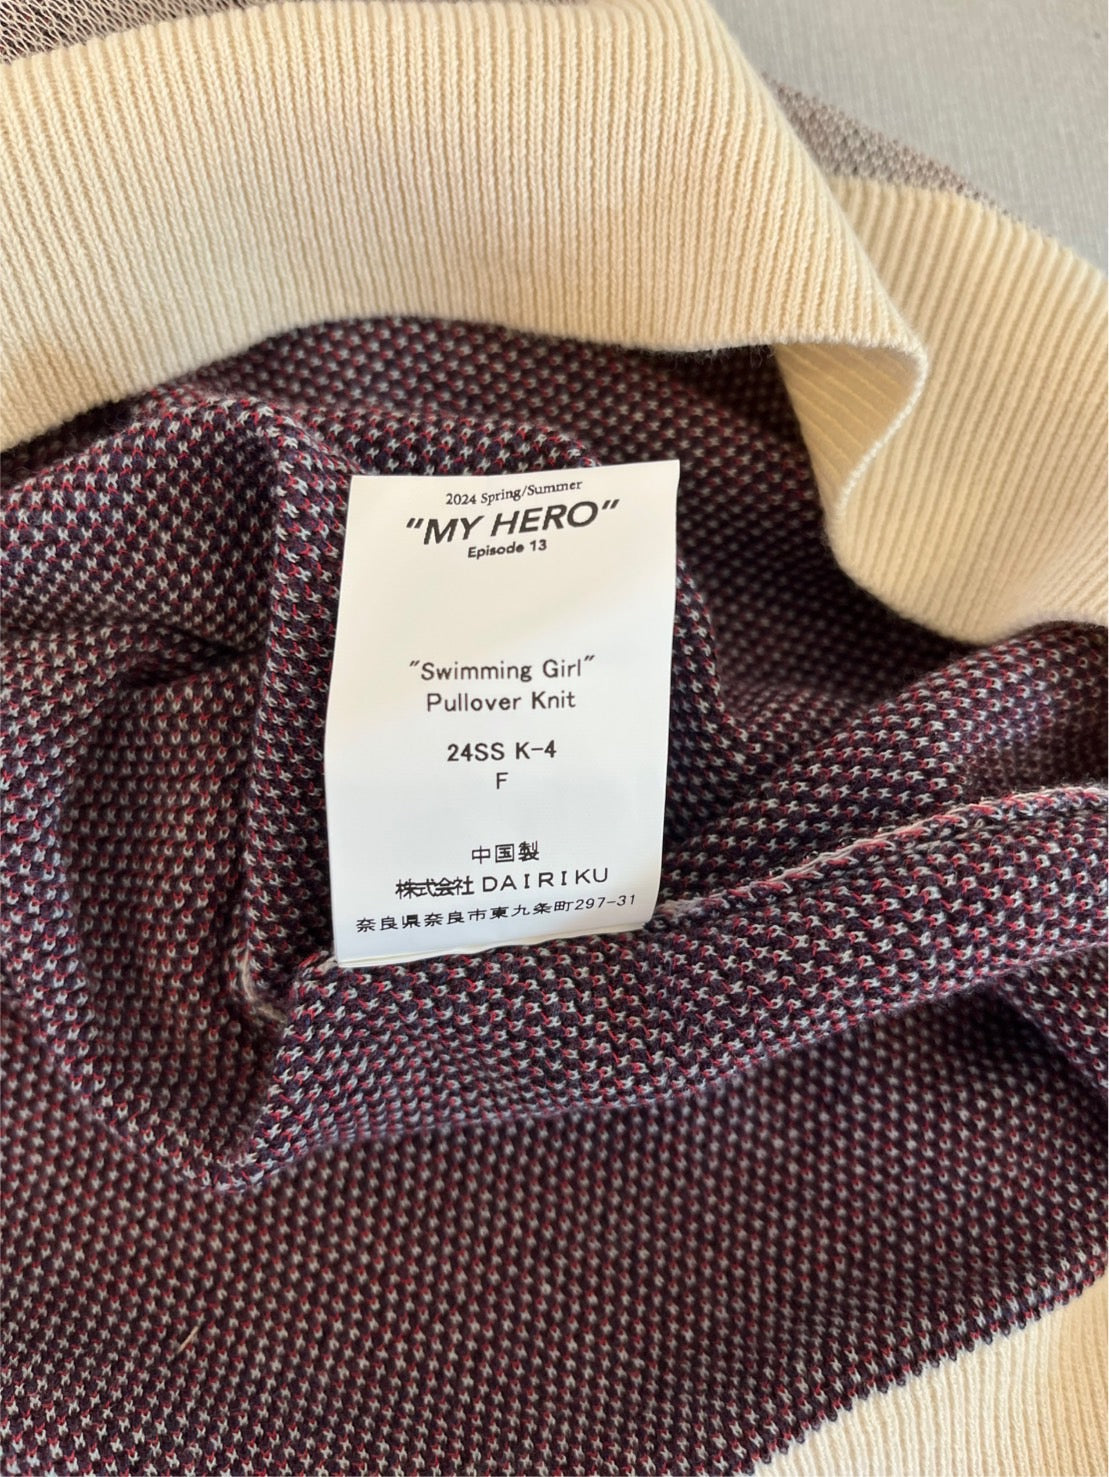 2024 Spring/Summer
"MY HERO"
Episode 13
"Swimming Girl"
Pullover Knit
24SS K-4
F
中国製
株式会社 DAIRIKU
奈良県奈良市東九条町297-31